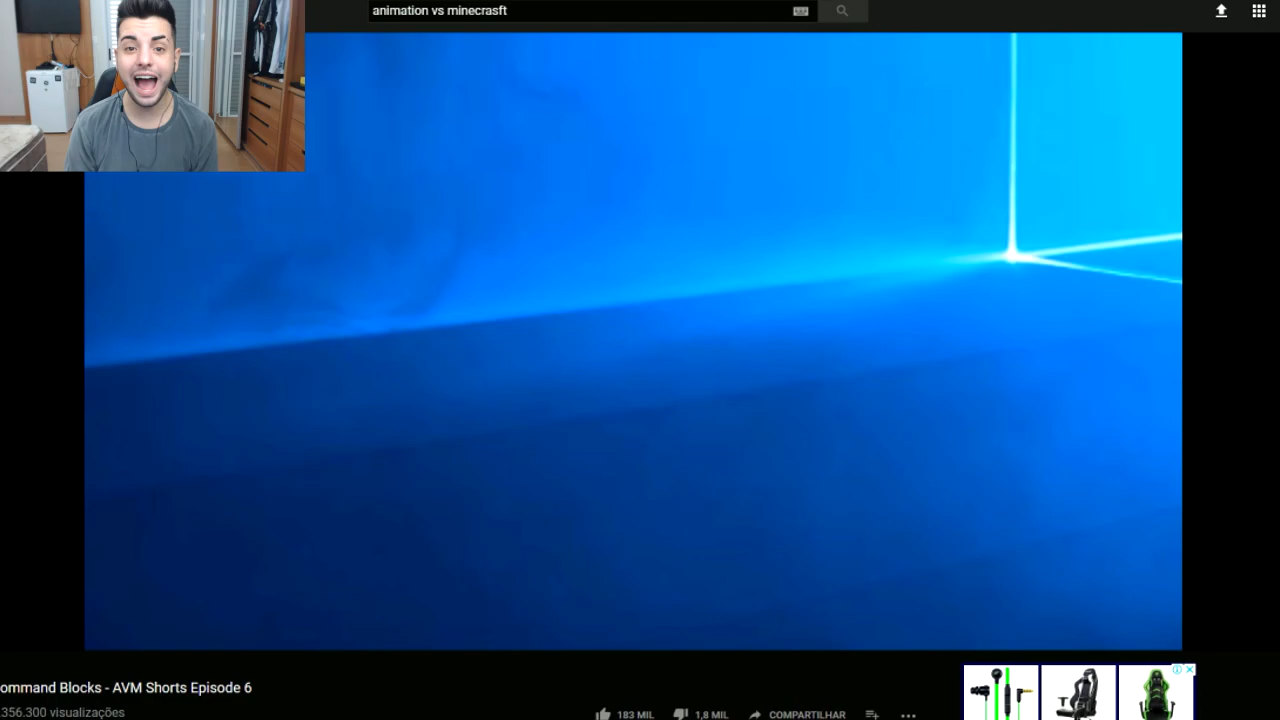 animation vs minecrasft
ommand Blocks - AVM Shorts Episode 6
356.300 visualizações
183 MIL
1,8 MIL
COMPARTILHAR